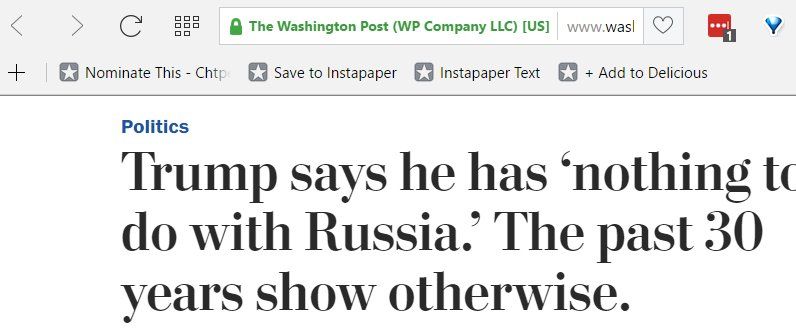 The Washington Post (WP Company LLC) [US] www.was
1
Nominate This - Chtp Save to Instapaper Instapaper Text + Add to Delicious
Politics
Trump says he has ‘nothing to
do with Russia.’ The past 30
years show otherwise.